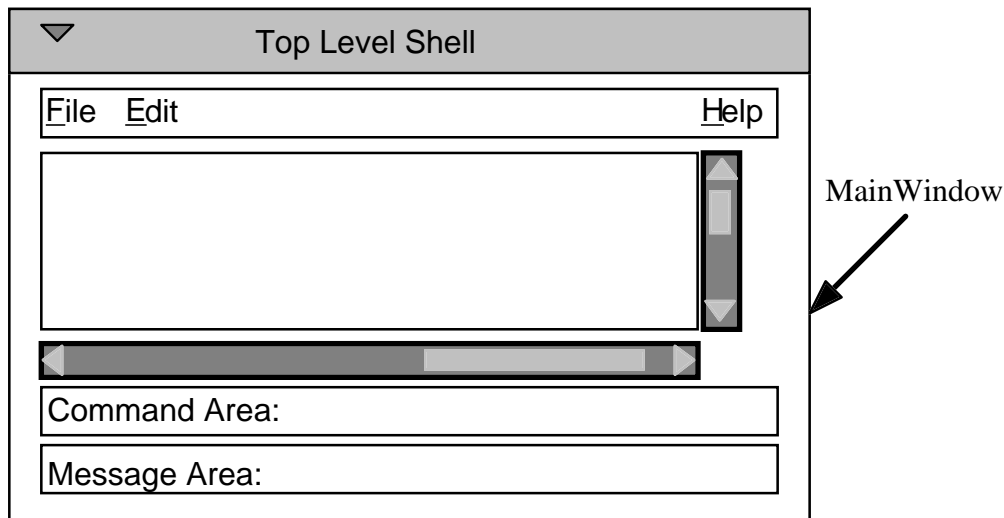 Top Level Shell
File Edit Help
MainWindow
Command Area:
Message Area: